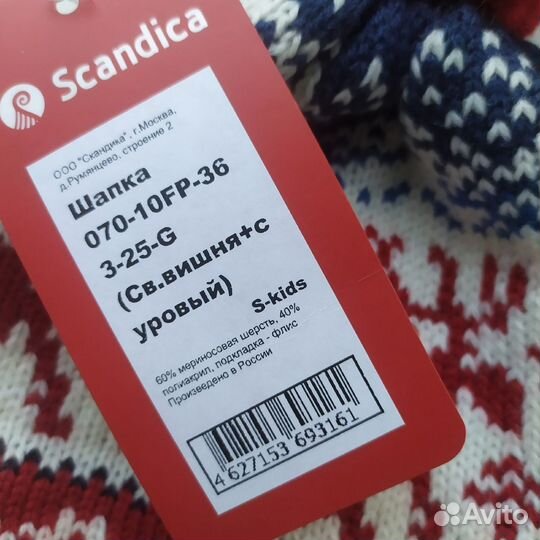 Scandica
ООО "Скандика", г.Москва,
д.Румянцево, строение 2
Шапка
070-10FP-36
3-25-G
(Св.вишня+с
уровый)
S-kids
60% мериносовая шерсть, 40%
полиакрил, подкладка - флис
Произведено в России
4 627153 693161
Avito